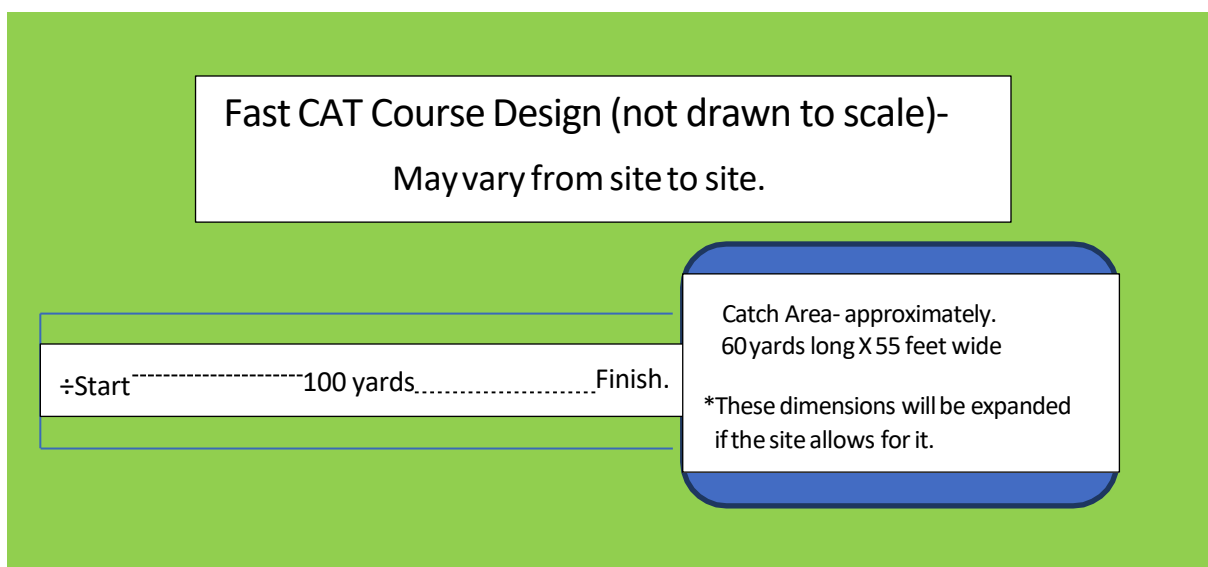 Fast CAT Course Design (not drawn to scale)-
May vary from site to site.
Catch Area- approximately.
60 yards long X 55 feet wide
÷Start-----------------------100 yards.......................Finish.
*These dimensions will be expanded
if the site allows for it.